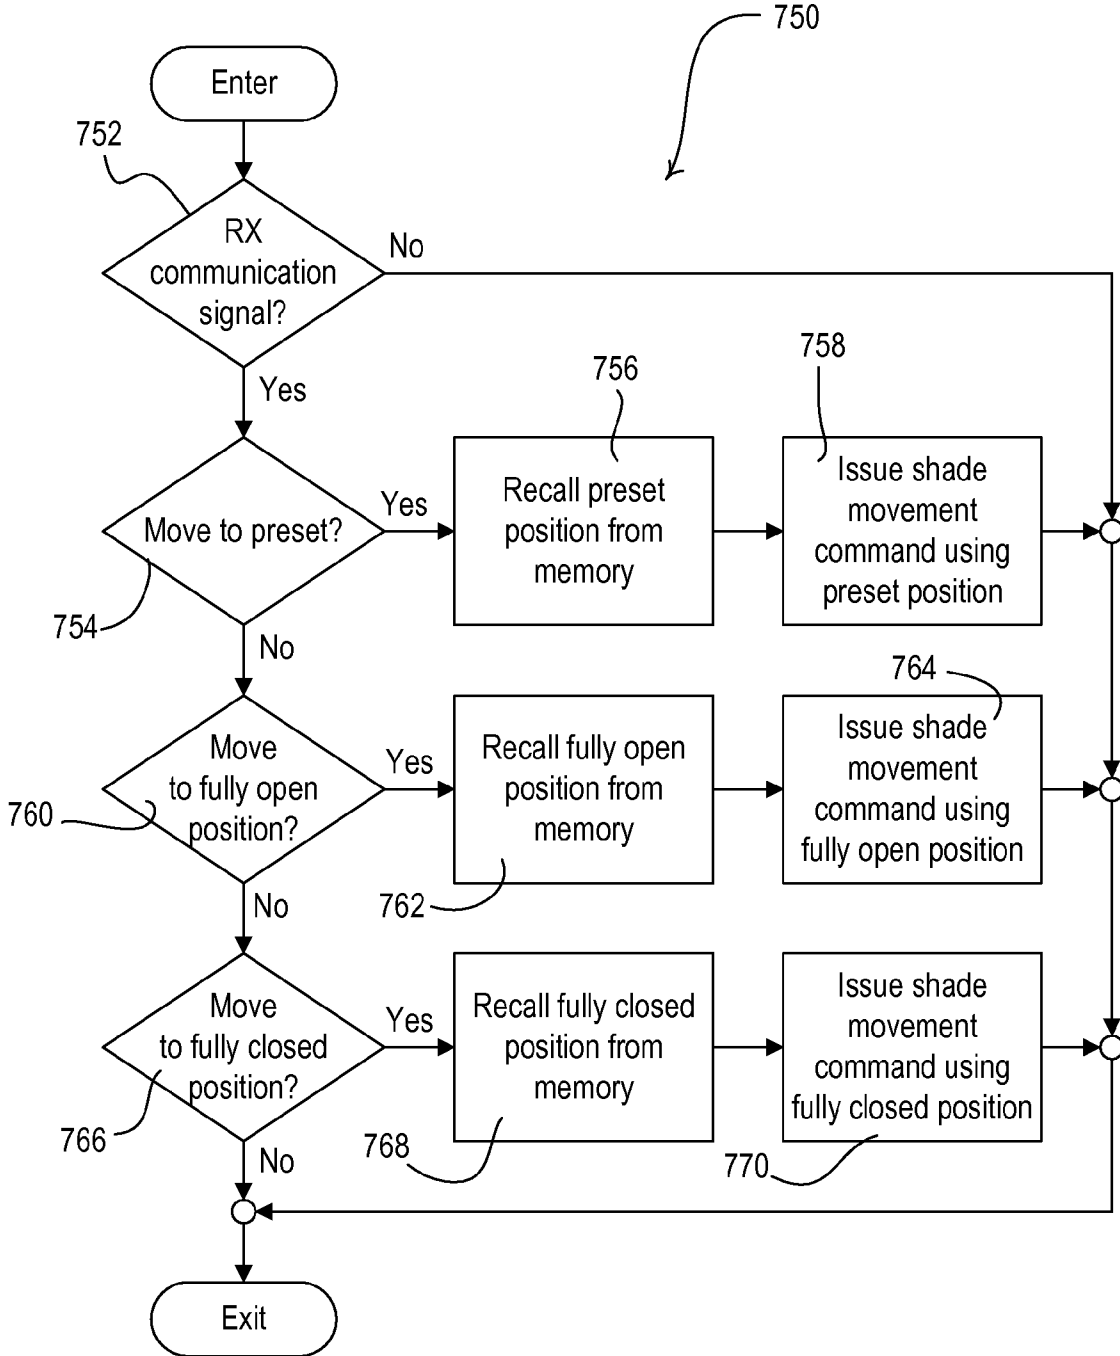 750
Enter
752
RX
communication
signal?
No
Yes
756
758
Move to preset?
Yes
Recall preset
position from
memory
Issue shade
movement
command using
preset position
754
No
764
Move
to fully open
position?
Yes
Recall fully open
position from
memory
Issue shade
movement
command using
fully open position
760
762
No
Move
to fully closed
position?
Yes
Recall fully closed
position from
memory
Issue shade
movement
command using
fully closed position
766
768
770
No
Exit